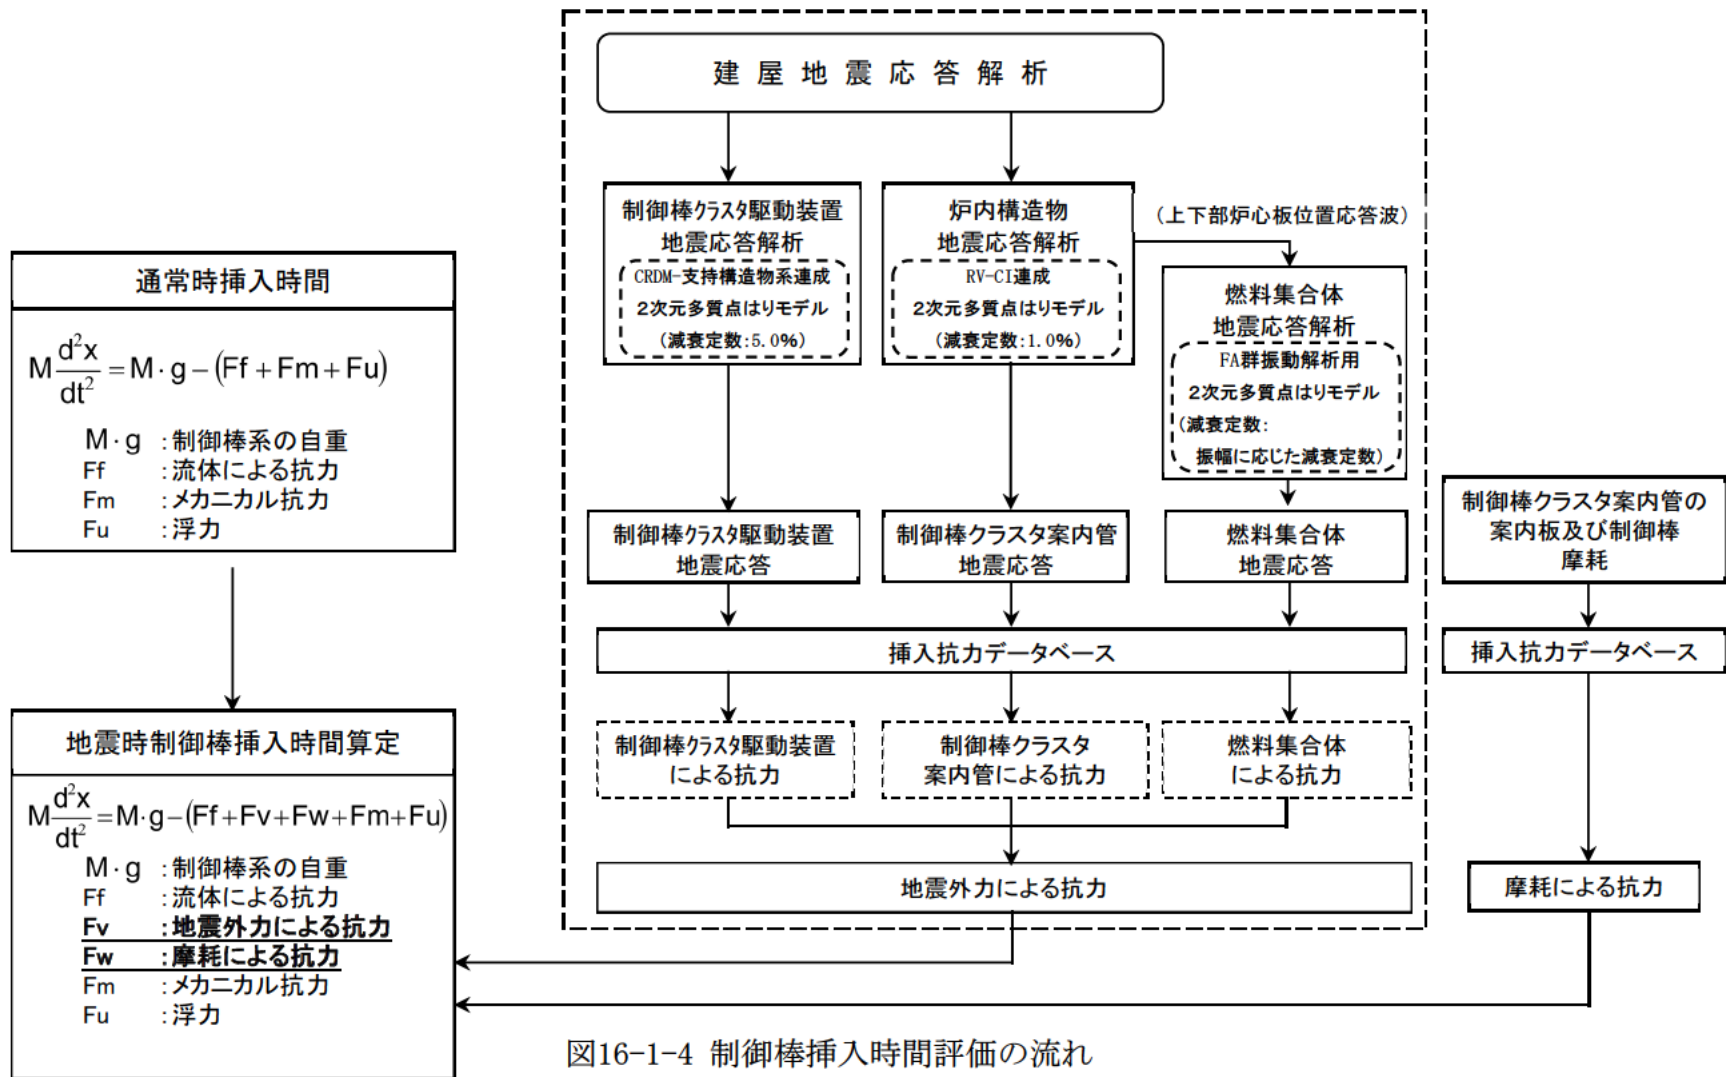 建屋地震応答解析
制御棒クラスタ駆動装置
地震応答解析
CRDM-支持構造物系連成
2次元多質点はりモデル
(減衰定数:5.0%)
炉内構造物
地震応答解析
RV-CI連成
2次元多質点はりモデル
(減衰定数:1.0%)
(上下部炉心板位置応答波)
燃料集合体
地震応答解析
FA群振動解析用
2次元多質点はりモデル
(減衰定数:
振幅に応じた減衰定数)
通常時挿入時間
M d²x/dt² = M·g-(Ff+Fm+Fu)
M·g :制御棒系の自重
Ff :流体による抗力
Fm :メカニカル抗力
Fu :浮力
制御棒クラスタ駆動装置
地震応答
制御棒クラスタ案内管
地震応答
燃料集合体
地震応答
制御棒クラスタ案内管の
案内板及び制御棒
摩耗
挿入抗力データベース
挿入抗力データベース
制御棒クラスタ駆動装置
による抗力
制御棒クラスタ
案内管による抗力
燃料集合体
による抗力
地震外力による抗力
摩耗による抗力
地震時制御棒挿入時間算定
M d²x/dt² =M·g-(Ff+Fv+Fw+Fm+Fu)
M·g :制御棒系の自重
Ff :流体による抗力
Fv :地震外力による抗力
Fw :摩耗による抗力
Fm :メカニカル抗力
Fu :浮力
図16-1-4 制御棒挿入時間評価の流れ